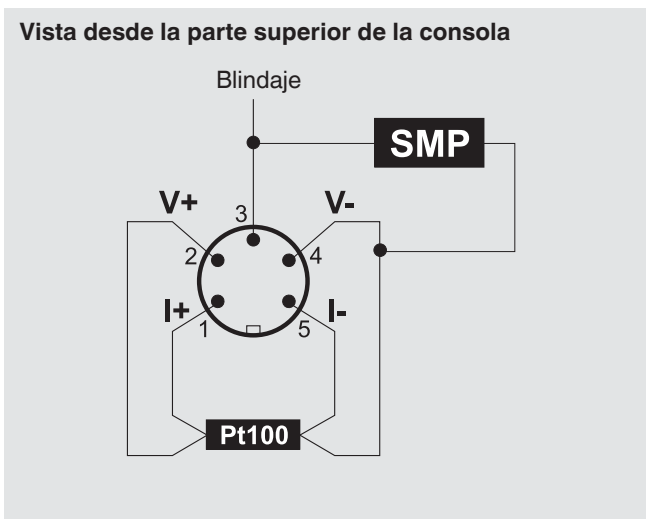 Vista desde la parte superior de la consola
Blindaje
SMP
V+
3
V-
2
4
I+
1
5
I-
Pt100